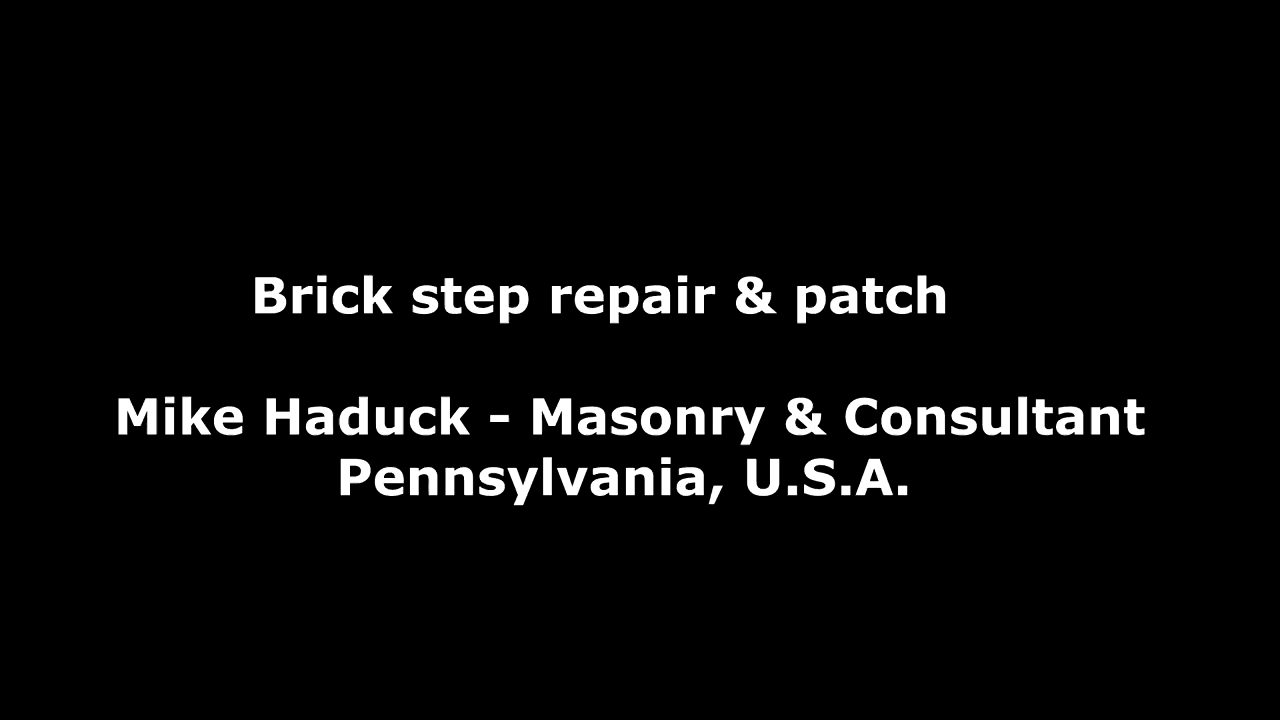 Brick step repair & patch
Mike Haduck - Masonry & Consultant
Pennsylvania, U.S.A.